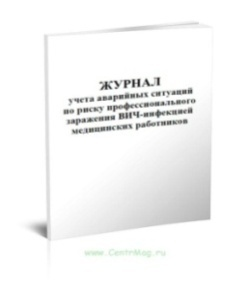 ЖУРНАЛ
учета аварийных ситуаций
по риску профессионального
заражения ВИЧ-инфекцией
медицинских работников
www.CentrMag.ru